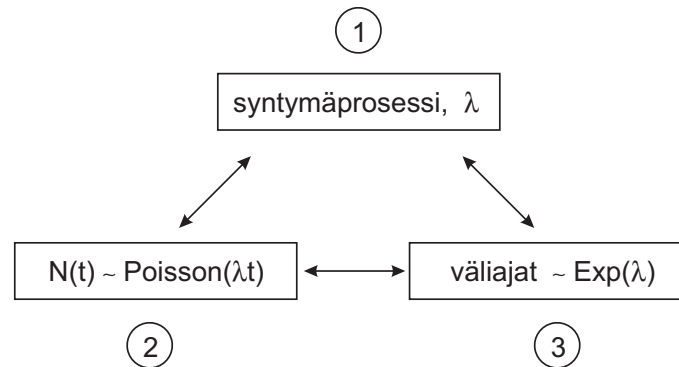 1
syntymäprosessi, λ
N(t) ~ Poisson(λt)
väliajat ~ Exp(λ)
2
3